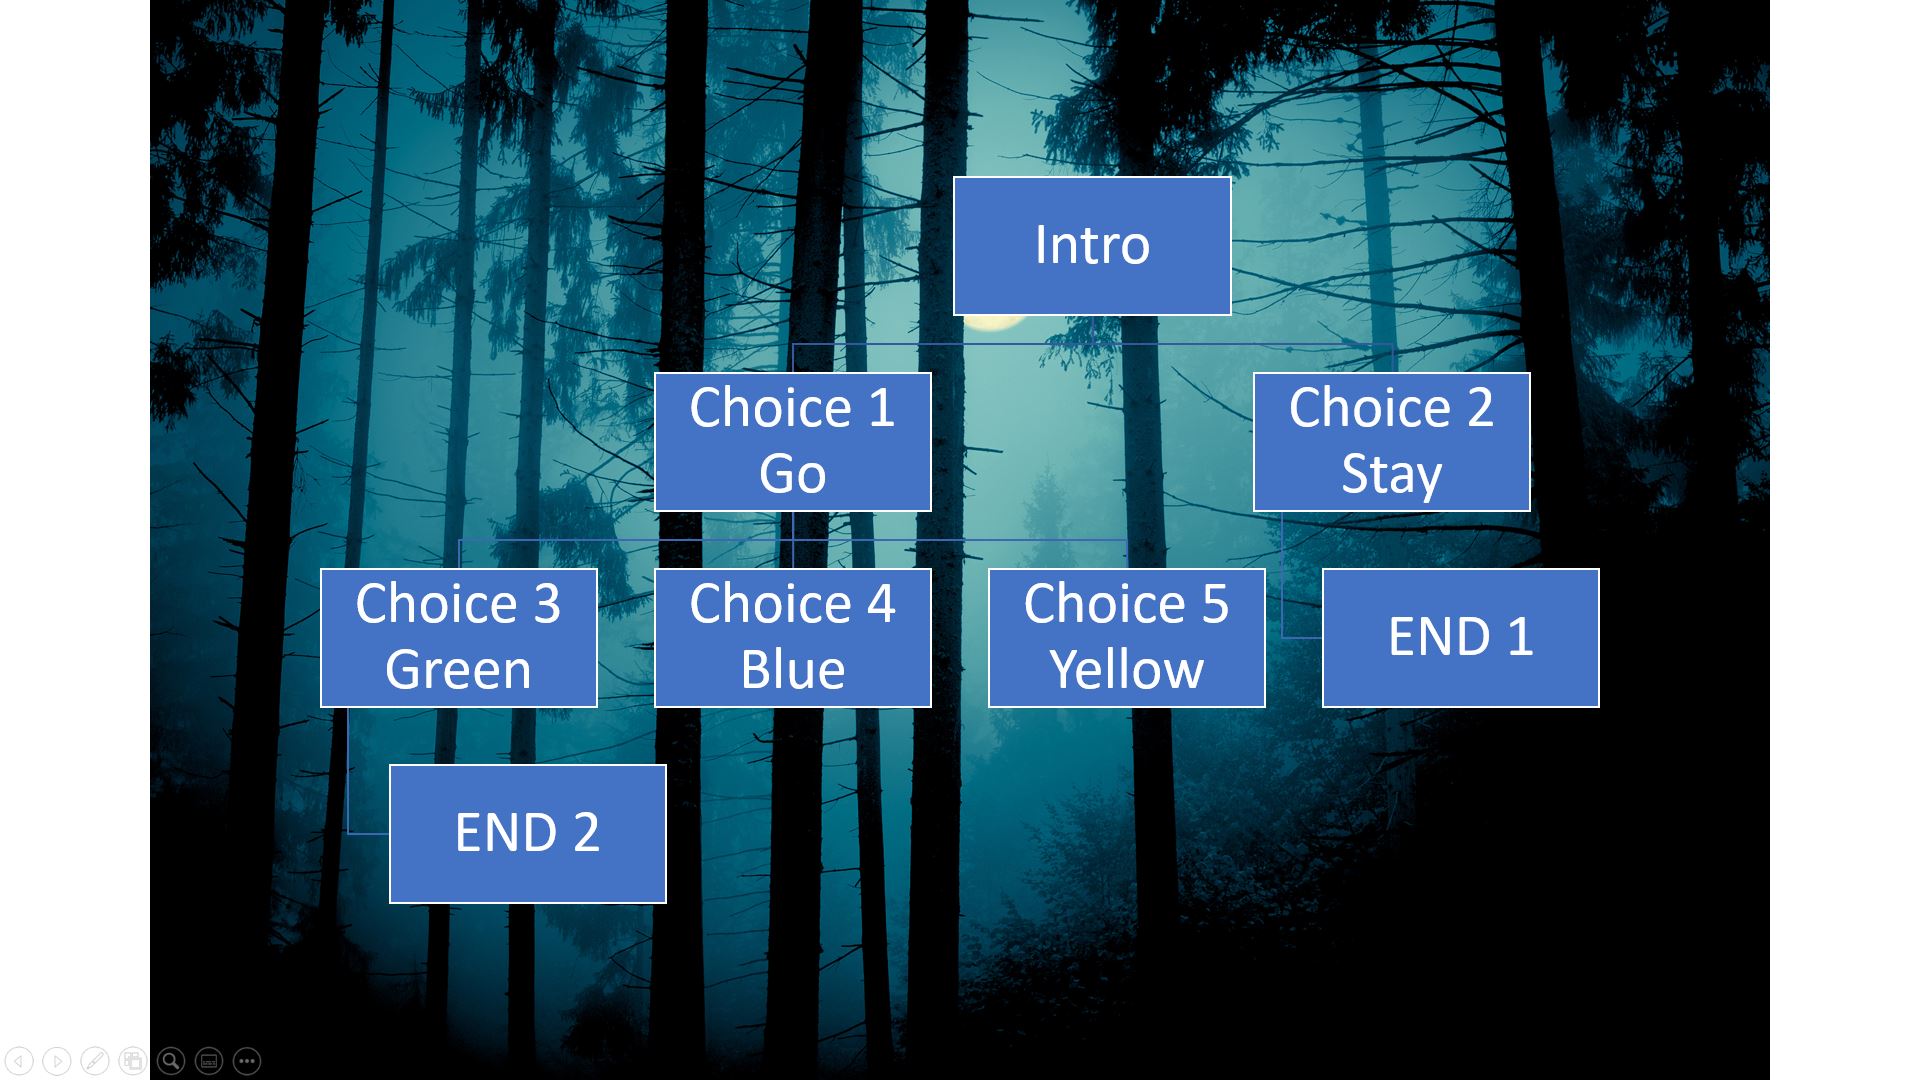 Intro
Choice 1
Go
Choice 2
Stay
Choice 3
Green
Choice 4
Blue
Choice 5
Yellow
END 1
END 2